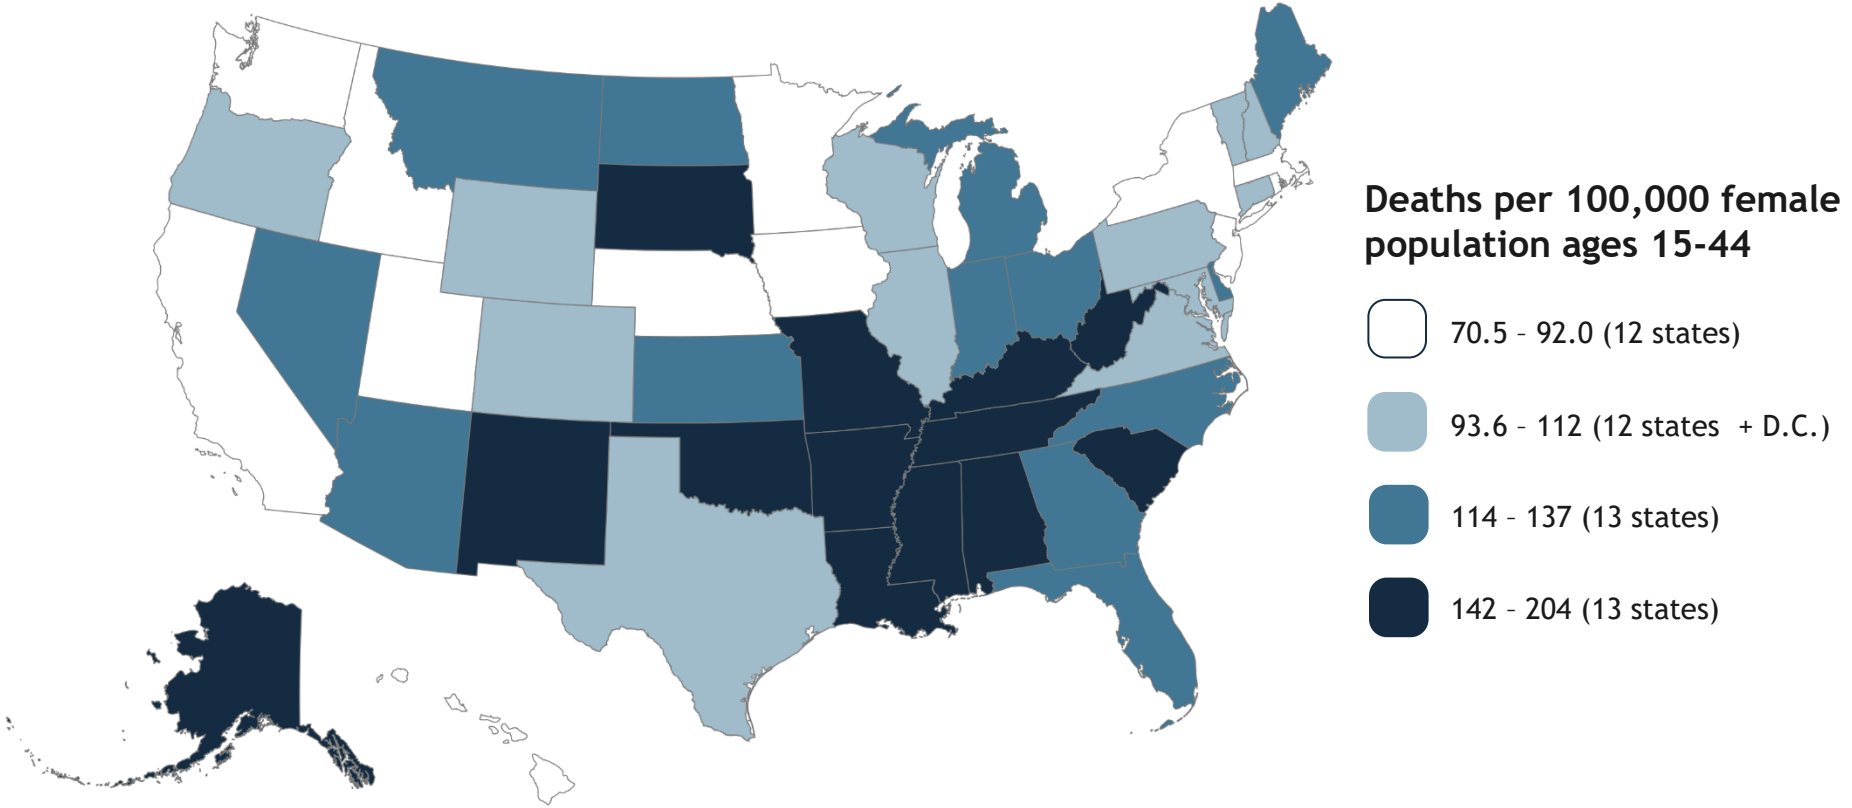 Deaths per 100,000 female
population ages 15-44
70.5 – 92.0 (12 states)
93.6 – 112 (12 states  + D.C.)
114 – 137 (13 states)
142 – 204 (13 states)